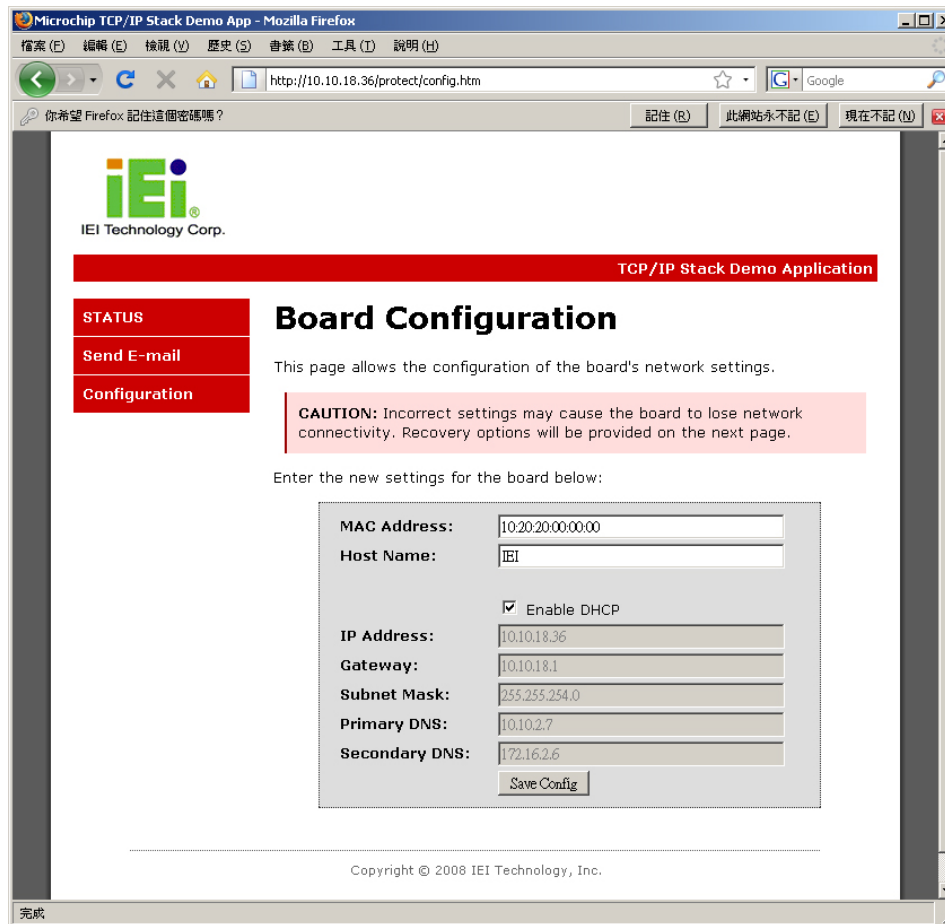 Microchip TCP/IP Stack Demo App - Mozilla Firefox
檔案(F) 編輯(E) 檢視(V) 歷史(S) 書籤(B) 工具(T) 說明(H)
http://10.10.18.36/protect/config.htm
G Google
你希望 Firefox 記住這個密碼嗎？
記住(R) 此網站永不記(E) 現在不記(N)
iEi®
IEI Technology Corp.
TCP/IP Stack Demo Application
STATUS
Send E-mail
Configuration
Board Configuration
This page allows the configuration of the board's network settings.
CAUTION: Incorrect settings may cause the board to lose network
connectivity. Recovery options will be provided on the next page.
Enter the new settings for the board below:
MAC Address: 10:20:20:00:00:00
Host Name: IEI
Enable DHCP
IP Address: 10.10.18.36
Gateway: 10.10.18.1
Subnet Mask: 255.255.254.0
Primary DNS: 10.10.2.7
Secondary DNS: 172.16.2.6
Save Config
Copyright © 2008 IEI Technology, Inc.
完成